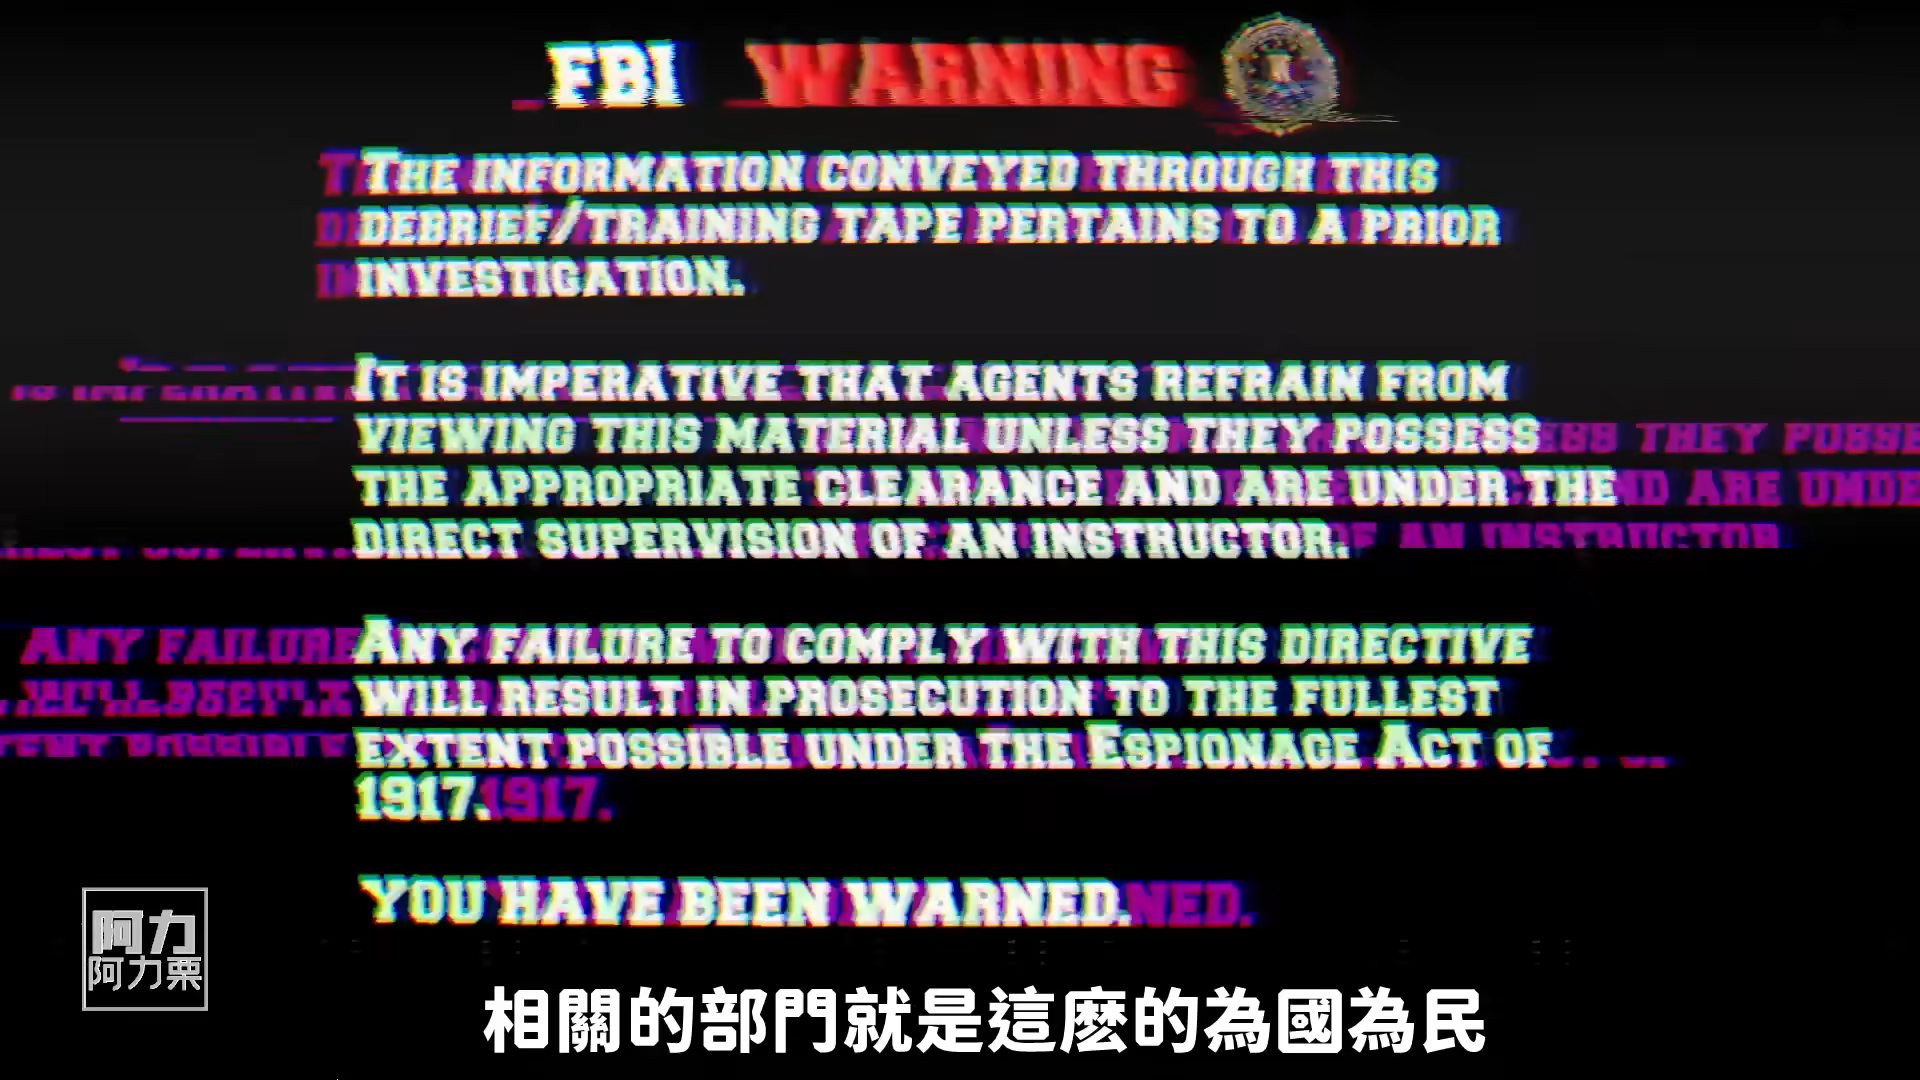 FBI WARNING
The information conveyed through this
debrief/training tape pertains to a prior
investigation.
It is imperative that agents refrain from
viewing this material unless they possess
the appropriate clearance and are under the
direct supervision of an instructor.
Any failure to comply with this directive
will result in prosecution to the fullest
extent possible under the Espionage Act of
1917.
You have been warned.
阿力
阿力栗
相關的部門就是這麽的為國為民